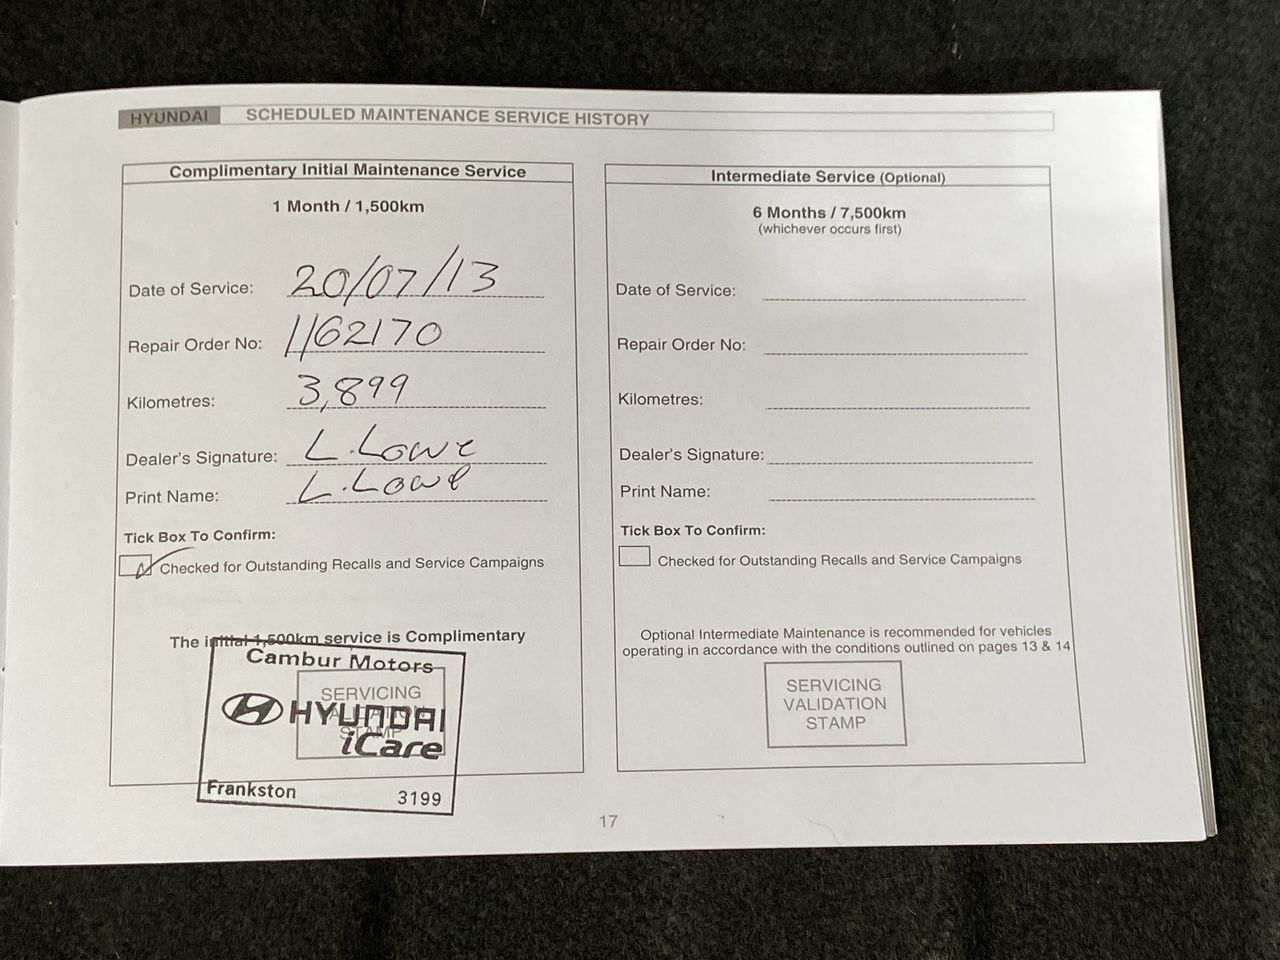 HYUNDAI SCHEDULED MAINTENANCE SERVICE HISTORY
Complimentary Initial Maintenance Service
1 Month / 1,500km
Date of Service: 20/07/13
Repair Order No: 1162170
Kilometres: 3,899
Dealer's Signature: L.Lowe
Print Name: L.Lowe
Tick Box To Confirm:
Checked for Outstanding Recalls and Service Campaigns
The initial 1,500km service is Complimentary
Cambur Motors
SERVICING
VALIDATION
STAMP
HYUNDAI
iCare
Frankston 3199
Intermediate Service (Optional)
6 Months / 7,500km
(whichever occurs first)
Date of Service:
Repair Order No:
Kilometres:
Dealer's Signature:
Print Name:
Tick Box To Confirm:
Checked for Outstanding Recalls and Service Campaigns
Optional Intermediate Maintenance is recommended for vehicles
operating in accordance with the conditions outlined on pages 13 & 14
SERVICING
VALIDATION
STAMP
17